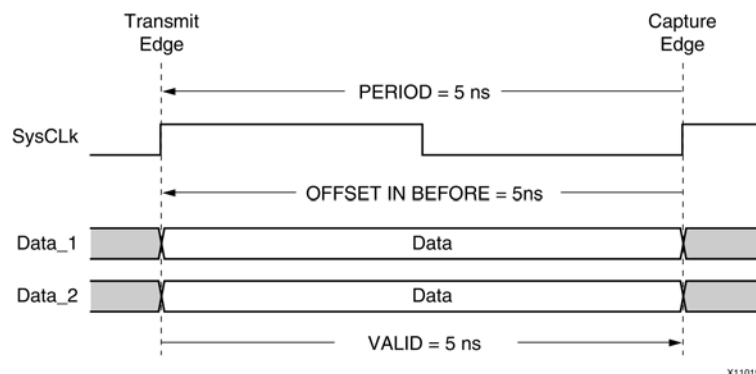 Transmit
Edge
Capture
Edge
PERIOD = 5 ns
SysCLk
OFFSET IN BEFORE = 5ns
Data_1
Data
Data_2
Data
VALID = 5 ns